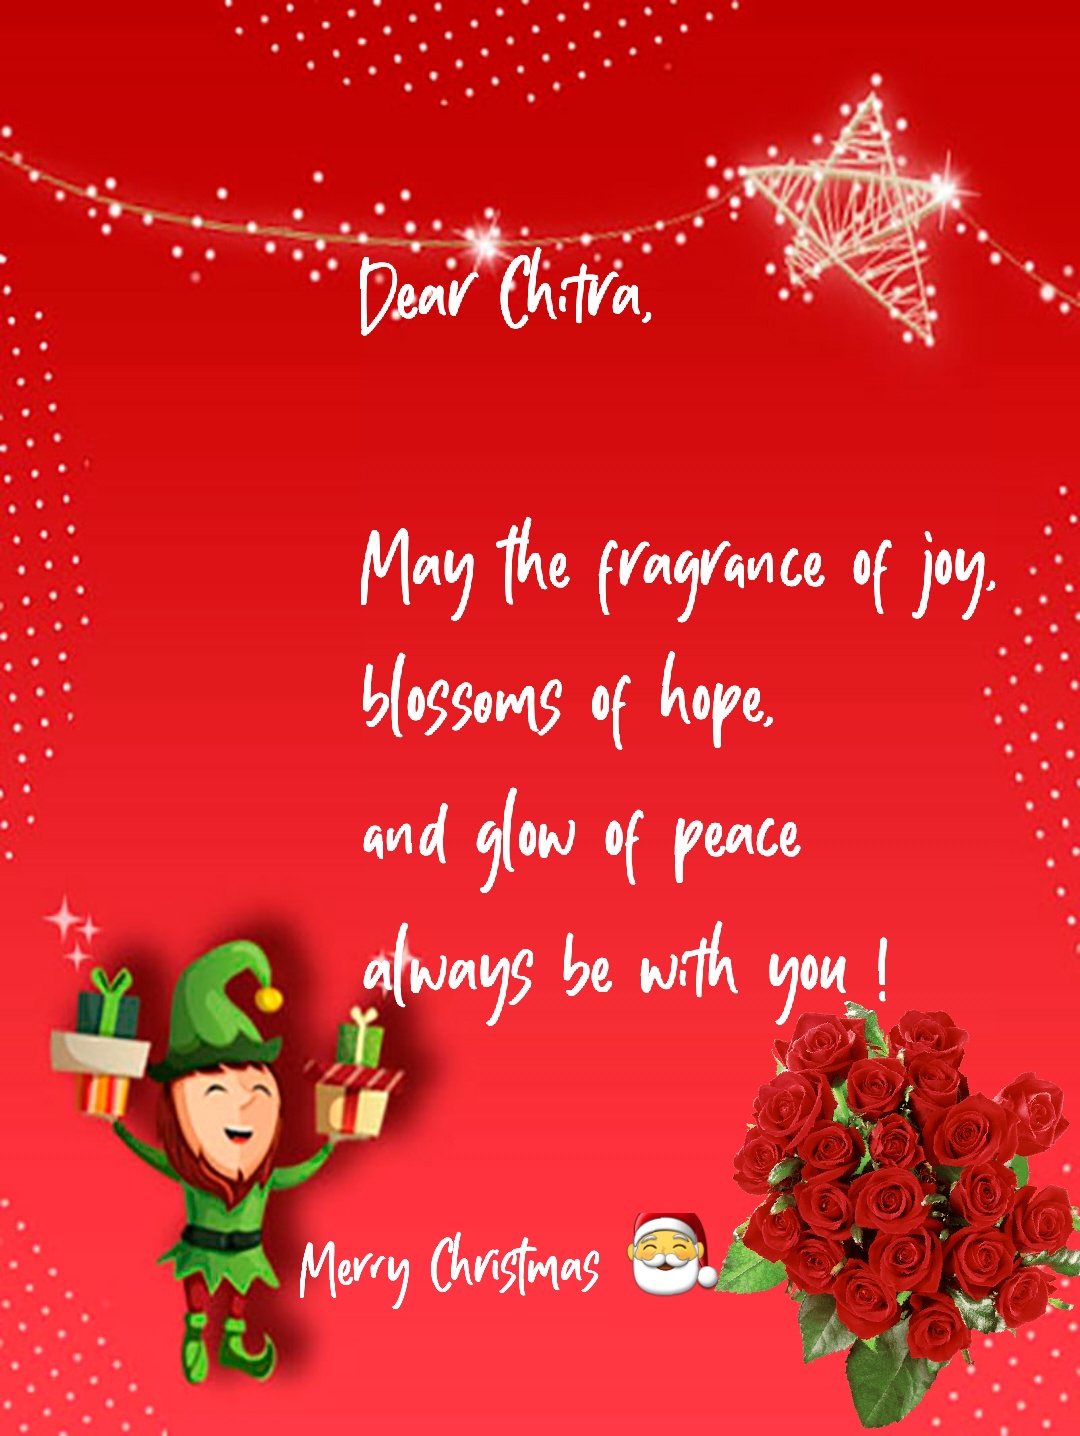 Dear Chitra,
May the fragrance of joy,
blossoms of hope,
and glow of peace
always be with you !
Merry Christmas 🎅